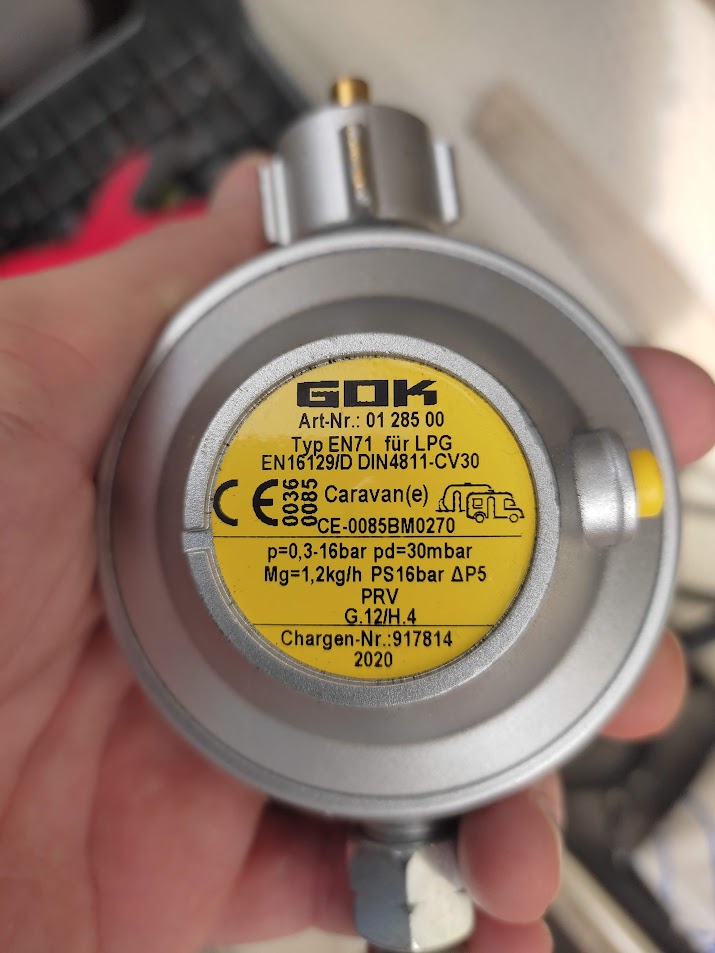 GOK
Art-Nr.: 01 285 00
Typ EN71 für LPG
EN16129/D DIN4811-CV30
CE 0036 0085 Caravan(e)
CE-0085BM0270
p=0,3-16bar pd=30mbar
Mg=1,2kg/h PS16bar ΔP5
PRV
G.12/H.4
Chargen-Nr.:917814
2020